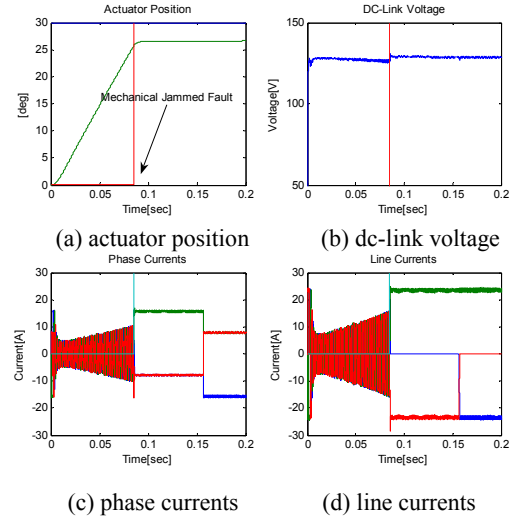 Actuator Position
30
25
20
15
10
5
0
[deg]
Mechanical Jammed Fault
0 0.05 0.1 0.15 0.2
Time[sec]
(a) actuator position
DC-Link Voltage
150
100
50
Voltage[V]
0 0.05 0.1 0.15 0.2
Time[sec]
(b) dc-link voltage
Phase Currents
30
20
10
0
-10
-20
-30
Current[A]
0 0.05 0.1 0.15 0.2
Time[sec]
(c) phase currents
Line Currents
30
20
10
0
-10
-20
-30
Current[A]
0 0.05 0.1 0.15 0.2
Time[sec]
(d) line currents